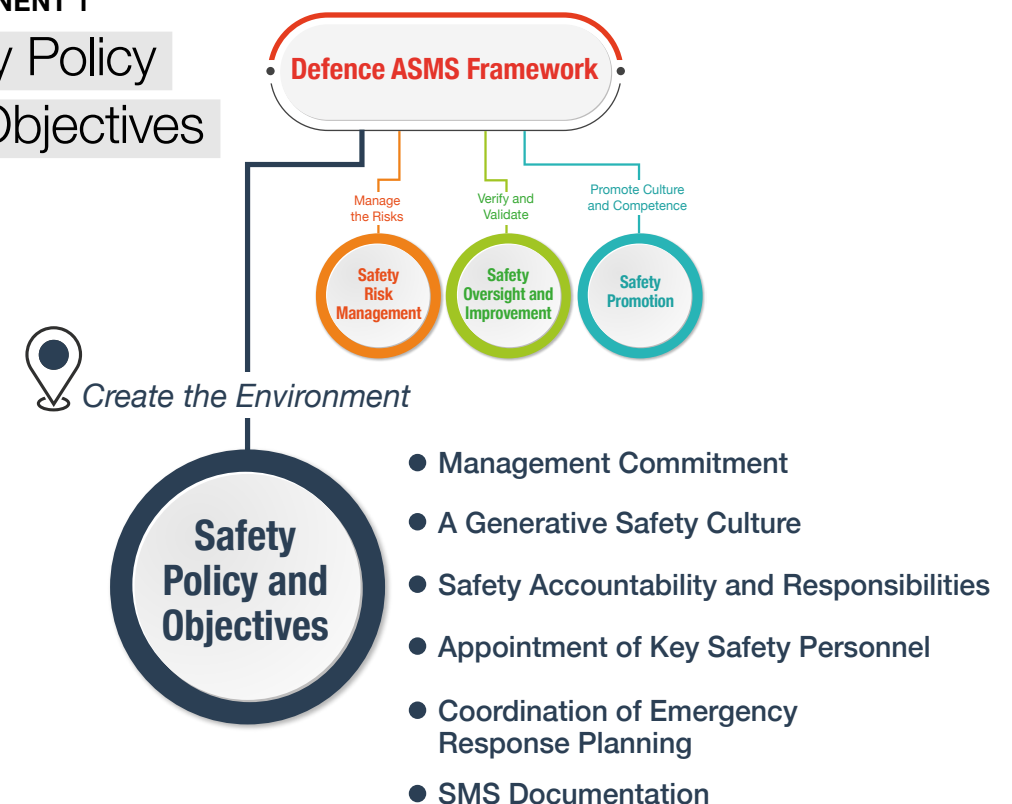 y Policy
Objectives
Defence ASMS Framework
Manage
the Risks
Verify and
Validate
Promote Culture
and Competence
Safety
Risk
Management
Safety
Oversight and
Improvement
Safety
Promotion
Create the Environment
Safety
Policy and
Objectives
Management Commitment
A Generative Safety Culture
Safety Accountability and Responsibilities
Appointment of Key Safety Personnel
Coordination of Emergency
Response Planning
SMS Documentation